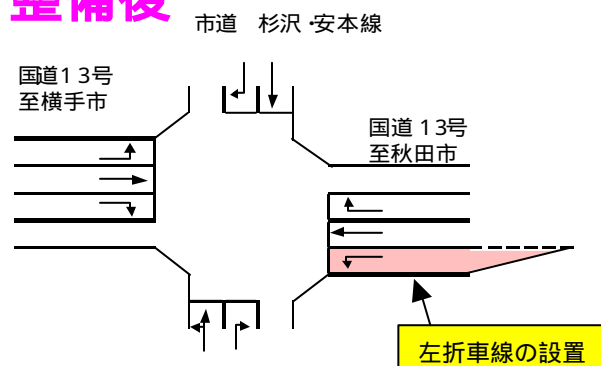 整備後
市道 杉沢・安本線
国道13号
至横手市
国道13号
至秋田市
左折車線の設置